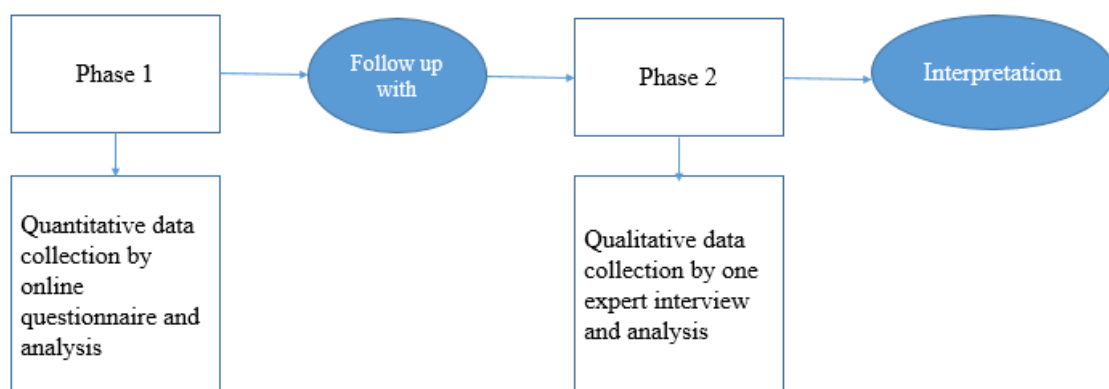 Phase 1
Follow up
with
Phase 2
Interpretation
Quantitative data
collection by
online
questionnaire and
analysis
Qualitative data
collection by one
expert interview
and analysis